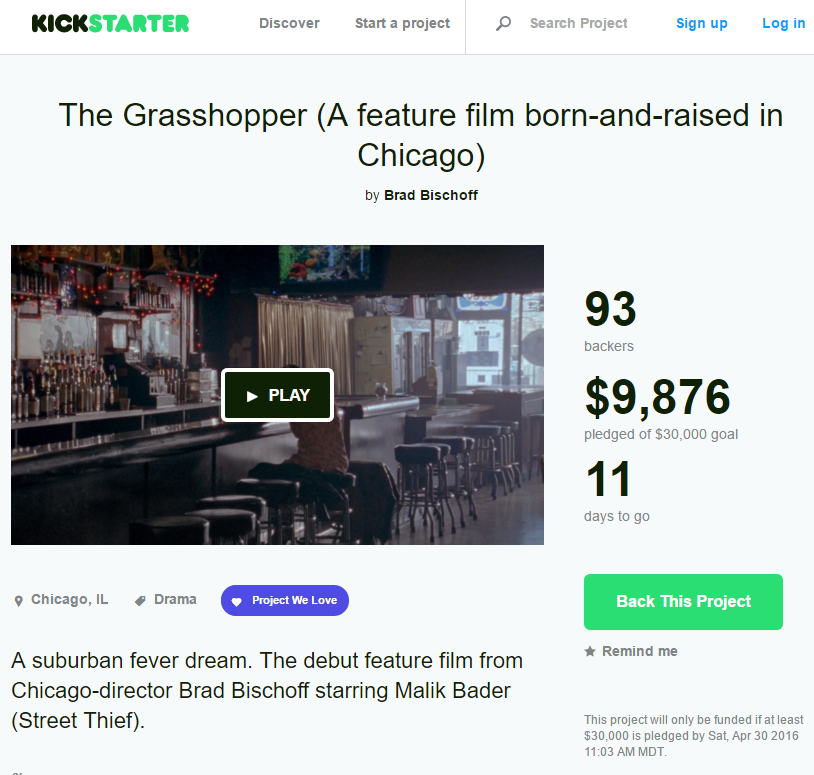 KICKSTARTER
Discover
Start a project
Search Project
Sign up
Log in
The Grasshopper (A feature film born-and-raised in
Chicago)
by Brad Bischoff
PLAY
93
backers
$9,876
pledged of $30,000 goal
11
days to go
Chicago, IL
Drama
Project We Love
Back This Project
Remind me
A suburban fever dream. The debut feature film from
Chicago-director Brad Bischoff starring Malik Bader
(Street Thief).
This project will only be funded if at least
$30,000 is pledged by Sat, Apr 30 2016
11:03 AM MDT.